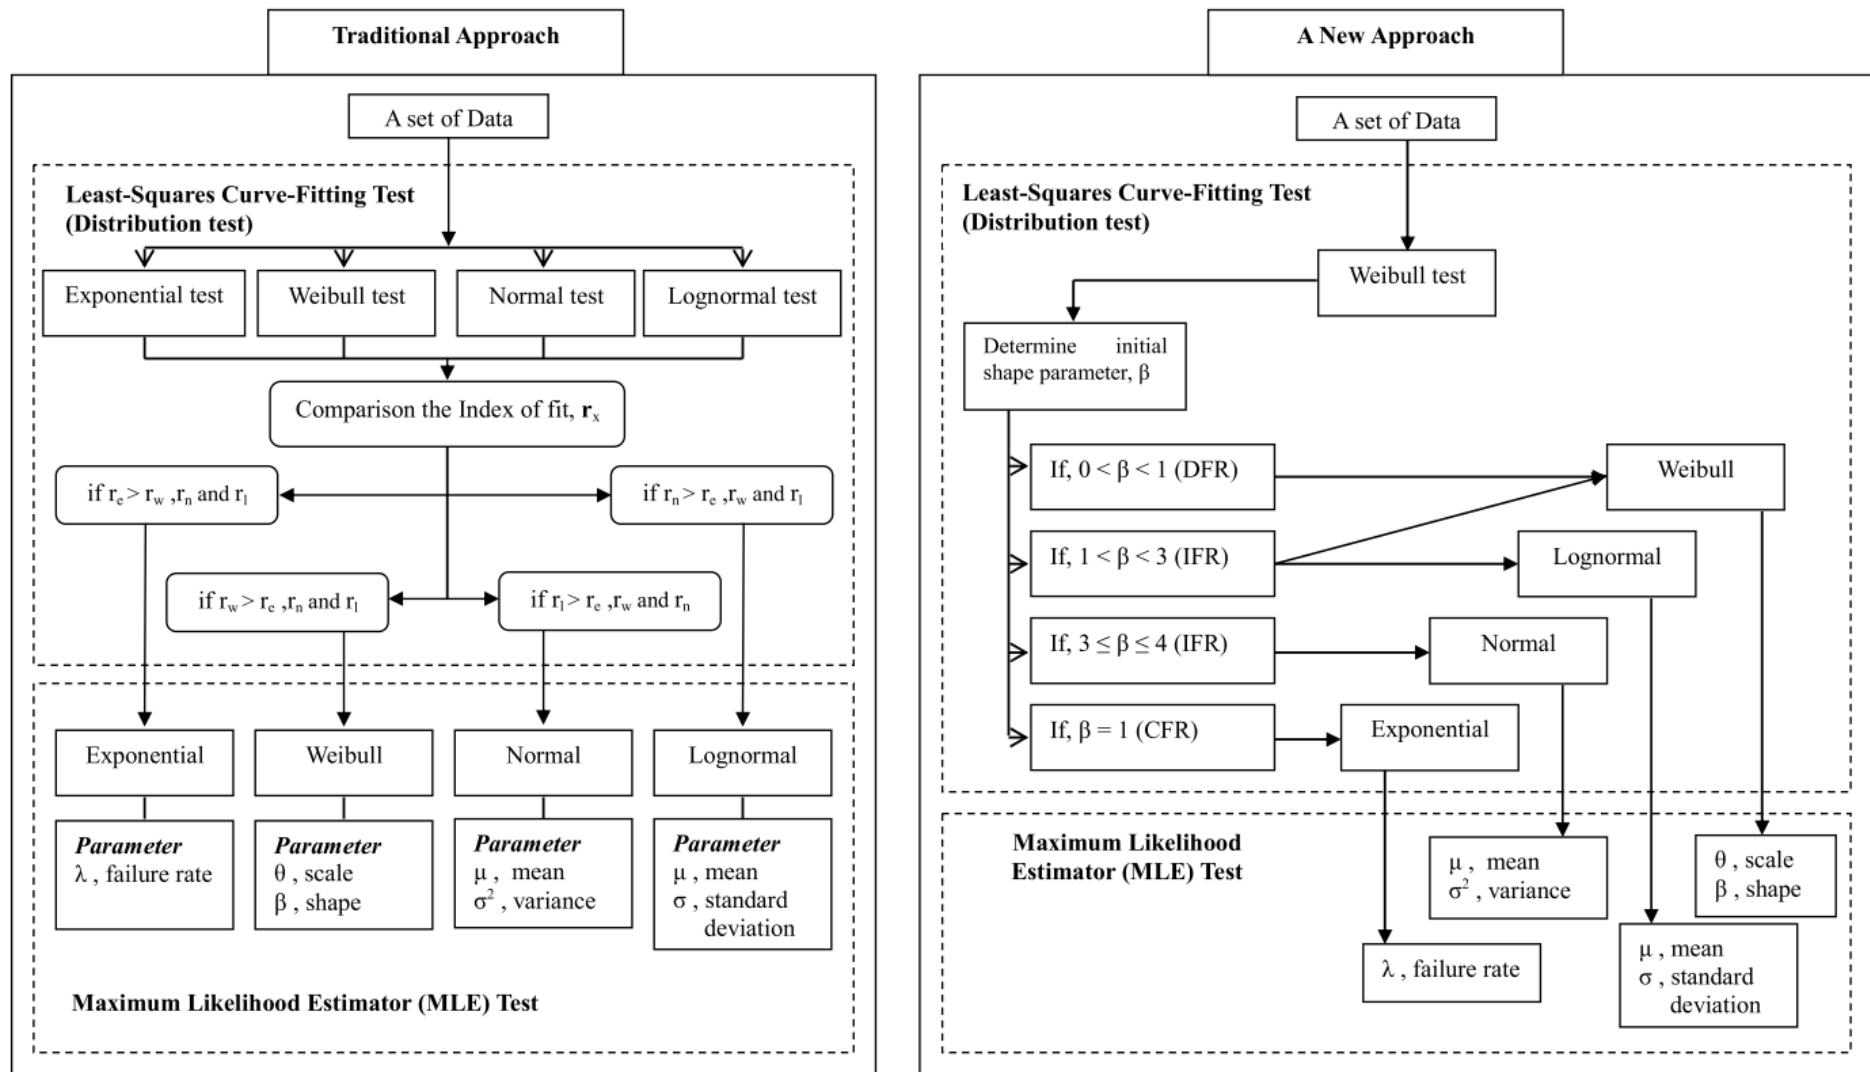 Traditional Approach
A set of Data
Least-Squares Curve-Fitting Test
(Distribution test)
Exponential test
Weibull test
Normal test
Lognormal test
Comparison the Index of fit, rₓ
if rₑ > r_w ,rₙ and rₗ
if rₙ > rₑ ,r_w and rₗ
if r_w > rₑ ,rₙ and rₗ
if rₗ > rₑ ,r_w and rₙ
Exponential
Weibull
Normal
Lognormal
Parameter
λ , failure rate
Parameter
θ , scale
β , shape
Parameter
μ , mean
σ² , variance
Parameter
μ , mean
σ , standard
deviation
Maximum Likelihood Estimator (MLE) Test
A New Approach
A set of Data
Least-Squares Curve-Fitting Test
(Distribution test)
Weibull test
Determine initial
shape parameter, β
If, 0 < β < 1 (DFR)
Weibull
If, 1 < β < 3 (IFR)
Lognormal
If, 3 ≤ β ≤ 4 (IFR)
Normal
If, β = 1 (CFR)
Exponential
Maximum Likelihood
Estimator (MLE) Test
μ , mean
σ² , variance
θ , scale
β , shape
λ , failure rate
μ , mean
σ , standard
deviation